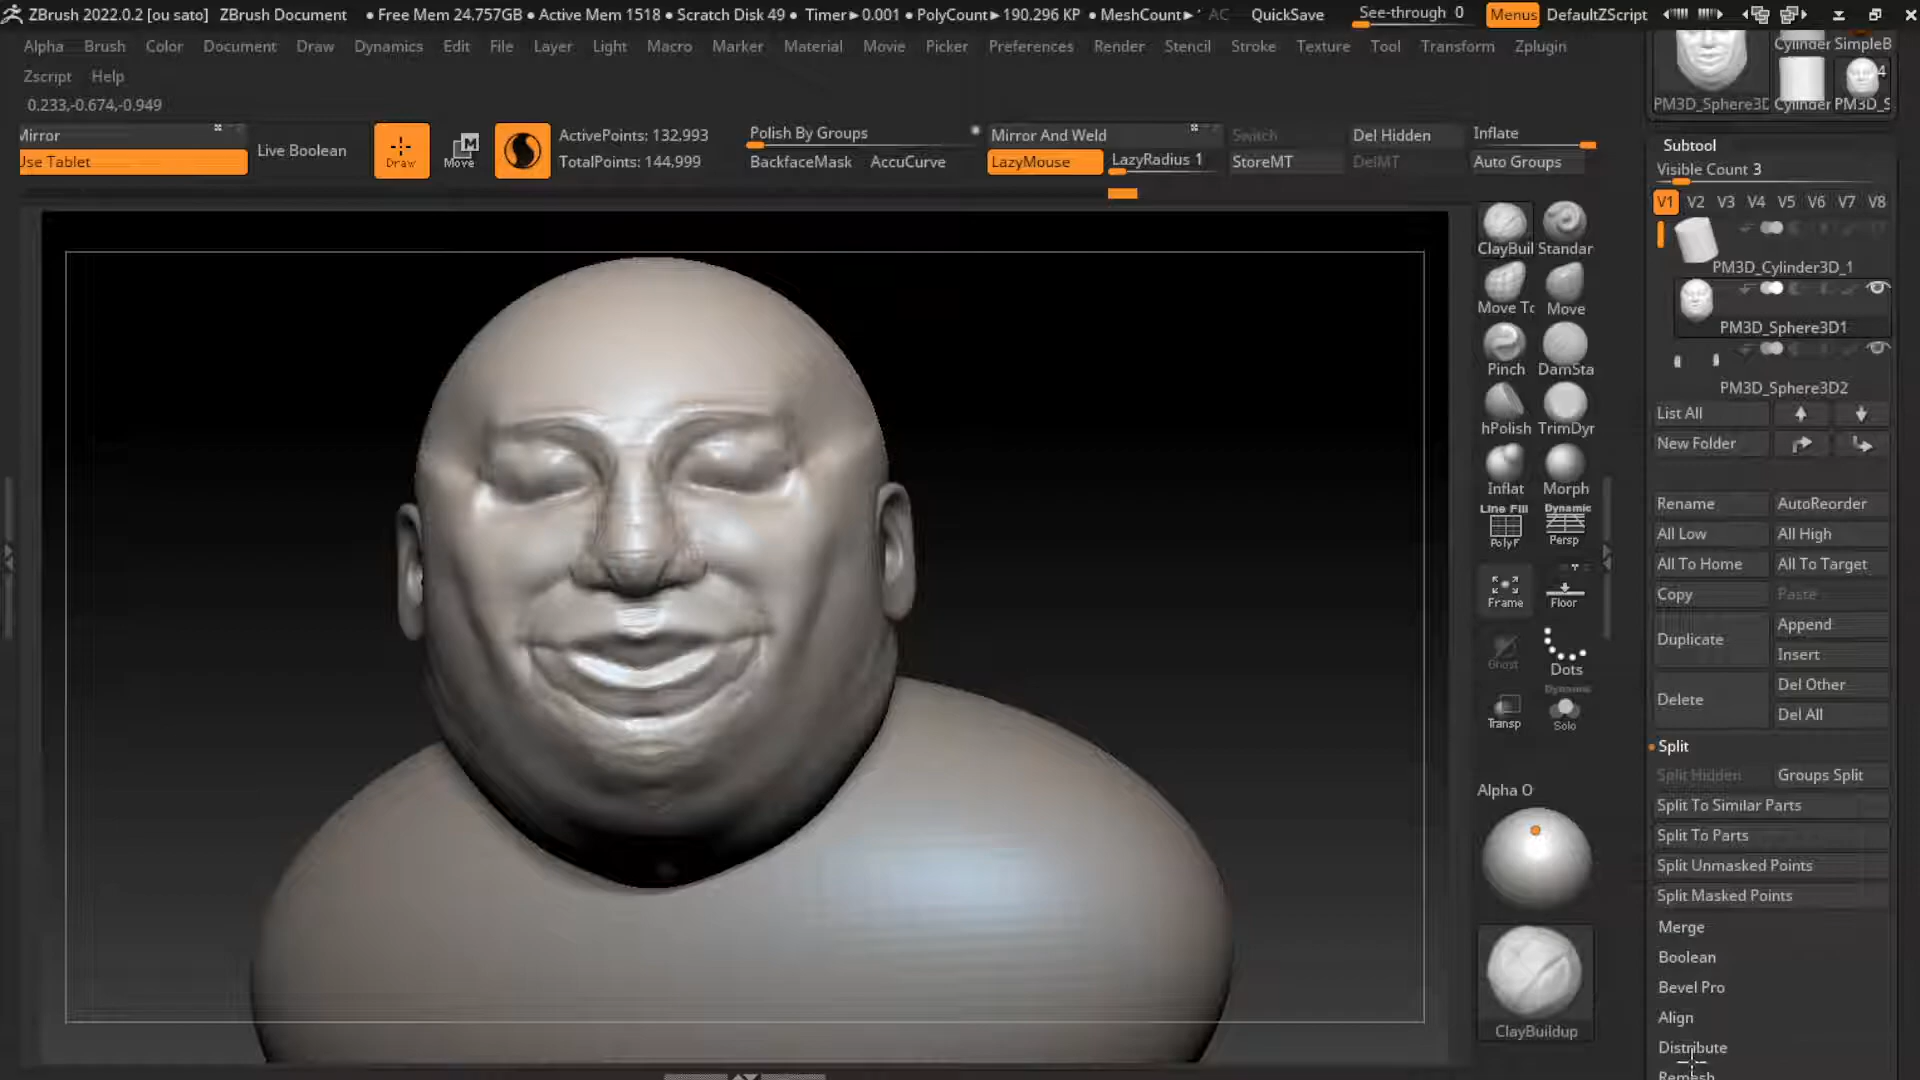 ZBrush 2022.0.2 [ou sato] ZBrush Document • Free Mem 24.757GB • Active Mem 1518 • Scratch Disk 49 • Timer▸0.001 • PolyCount▸190.296 KP • MeshCount▸ AC QuickSave See-through 0 Menus DefaultZScript
Alpha Brush Color Document Draw Dynamics Edit File Layer Light Macro Marker Material Movie Picker Preferences Render Stencil Stroke Texture Tool Transform Zplugin
Zscript Help
0.233,-0.674,-0.949
Mirror
Use Tablet
Live Boolean
Draw
Move
ActivePoints: 132,993
TotalPoints: 144,999
Polish By Groups
BackfaceMask AccuCurve
Mirror And Weld
LazyMouse LazyRadius 1
Switch
StoreMT
Del Hidden
DelMT
Inflate
Auto Groups
ClayBuil Standar
Move To Move
Pinch DamSta
hPolish TrimDyr
Inflat Morph
Line Fill Dynamic
PolyF Persp
Frame Floor
Ghost Dots
Dynamic
Transp Solo
Alpha O
ClayBuildup
Cylinder SimpleB
4
PM3D_Sphere3D Cylinder PM3D_S
Subtool
Visible Count 3
V1 V2 V3 V4 V5 V6 V7 V8
PM3D_Cylinder3D_1
PM3D_Sphere3D1
PM3D_Sphere3D2
List All
New Folder
Rename AutoReorder
All Low All High
All To Home All To Target
Copy Paste
Duplicate Append
Insert
Delete Del Other
Del All
Split
Split Hidden Groups Split
Split To Similar Parts
Split To Parts
Split Unmasked Points
Split Masked Points
Merge
Boolean
Bevel Pro
Align
Distribute
Remesh